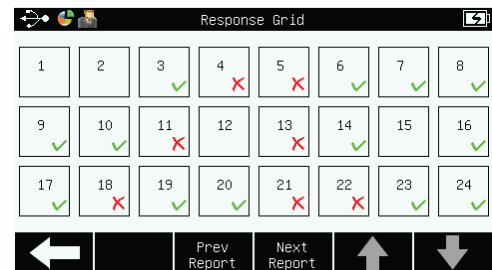 Response Grid
1 2 3 4 5 6 7 8
9 10 11 12 13 14 15 16
17 18 19 20 21 22 23 24
Prev Next
Report Report